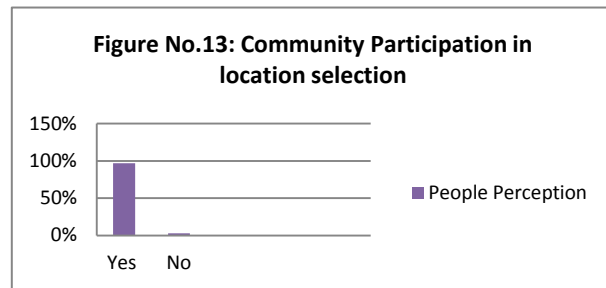 Figure No.13: Community Participation in
location selection
150%
100%
50%
0%
Yes No
People Perception